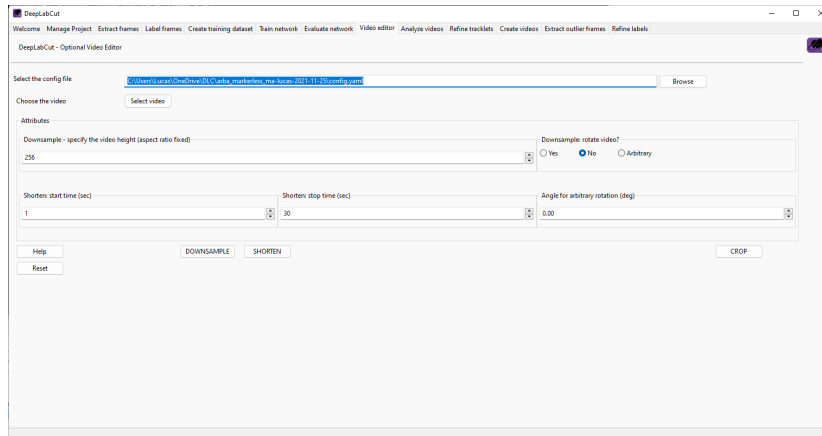 DeepLabCut
Welcome Manage Project Extract frames Label frames Create training dataset Train network Evaluate network Video editor Analyze videos Refine tracklets Create videos Extract outlier frames Refine labels
DeepLabCut - Optional Video Editor
Select the config file C:\Users\Lucas\OneDrive\DLC\arba_markerless_ma-lucas-2021-11-25\config.yaml Browse
Choose the video Select video
Attributes
Downsample - specify the video height (aspect ratio fixed) Downsample: rotate video?
256 Yes No Arbitrary
Shorten: start time (sec) Shorten: stop time (sec) Angle for arbitrary rotation (deg)
1 30 0.00
Help DOWNSAMPLE SHORTEN CROP
Reset